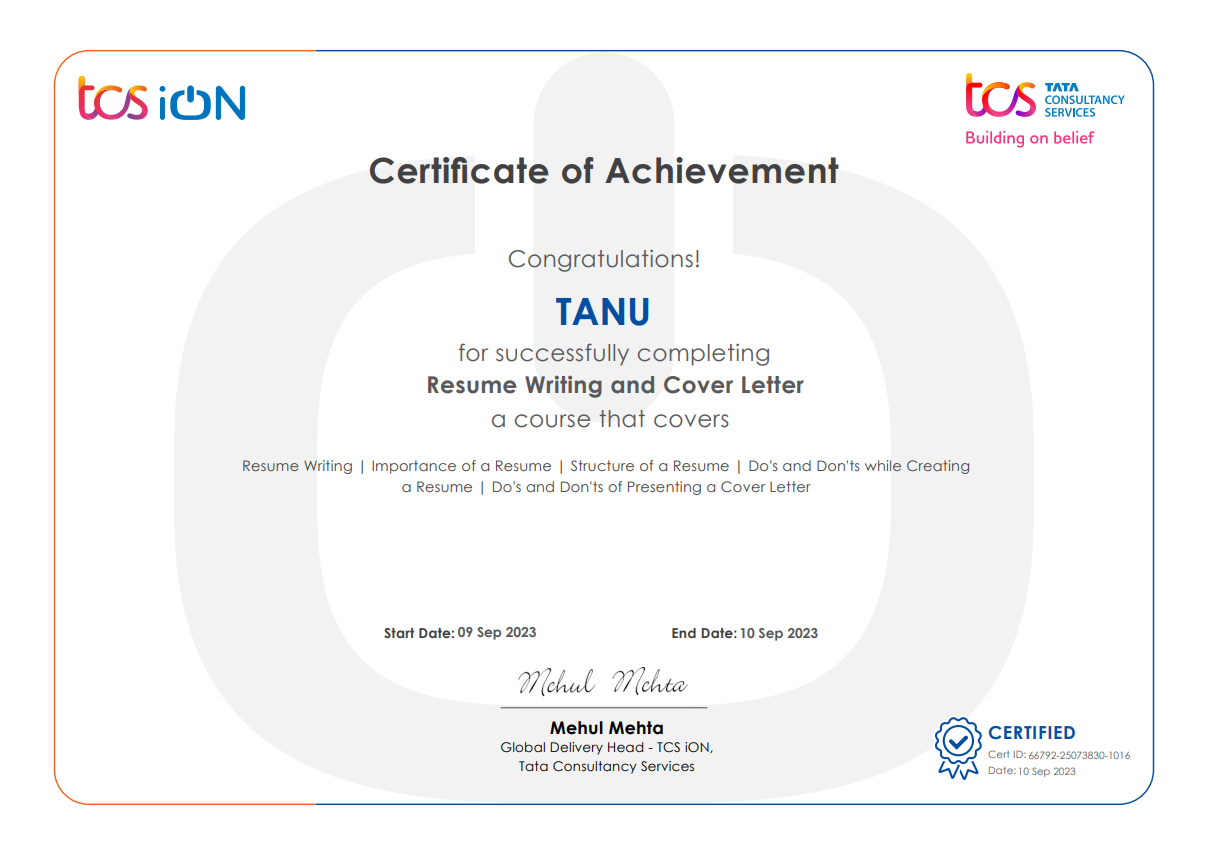 tcs iON
tcs TATA
CONSULTANCY
SERVICES
Building on belief
Certificate of Achievement
Congratulations!
TANU
for successfully completing
Resume Writing and Cover Letter
a course that covers
Resume Writing | Importance of a Resume | Structure of a Resume | Do's and Don'ts while Creating
a Resume | Do's and Don'ts of Presenting a Cover Letter
Start Date: 09 Sep 2023 End Date: 10 Sep 2023
Mehul Mehta
Mehul Mehta
Global Delivery Head - TCS iON,
Tata Consultancy Services
CERTIFIED
Cert ID: 66792-25073830-1016
Date: 10 Sep 2023